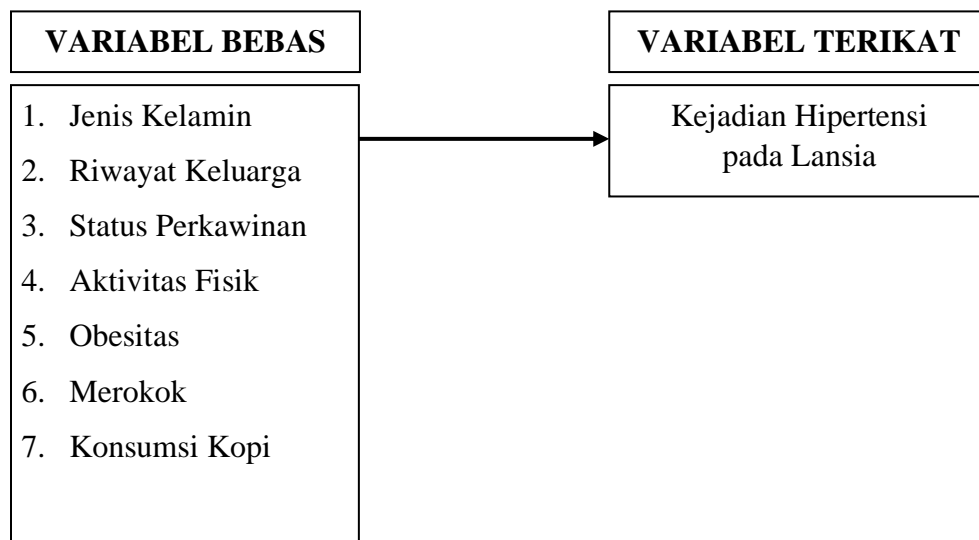 VARIABEL BEBAS
1. Jenis Kelamin
2. Riwayat Keluarga
3. Status Perkawinan
4. Aktivitas Fisik
5. Obesitas
6. Merokok
7. Konsumsi Kopi
VARIABEL TERIKAT
Kejadian Hipertensi
pada Lansia